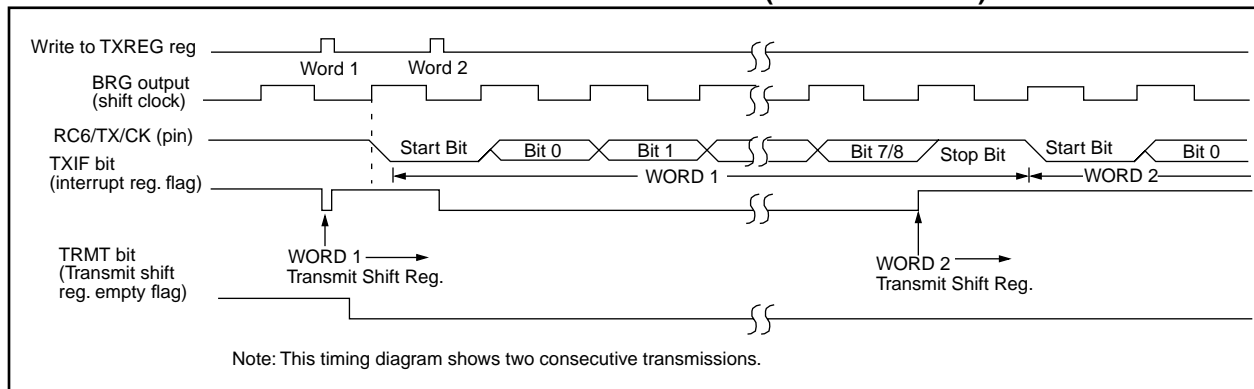 Write to TXREG reg
Word 1
Word 2
BRG output
(shift clock)
RC6/TX/CK (pin)
Start Bit
Bit 0
Bit 1
Bit 7/8
Stop Bit
Start Bit
Bit 0
TXIF bit
(interrupt reg. flag)
WORD 1
WORD 2
WORD 1
Transmit Shift Reg.
WORD 2
Transmit Shift Reg.
TRMT bit
(Transmit shift
reg. empty flag)
Note: This timing diagram shows two consecutive transmissions.